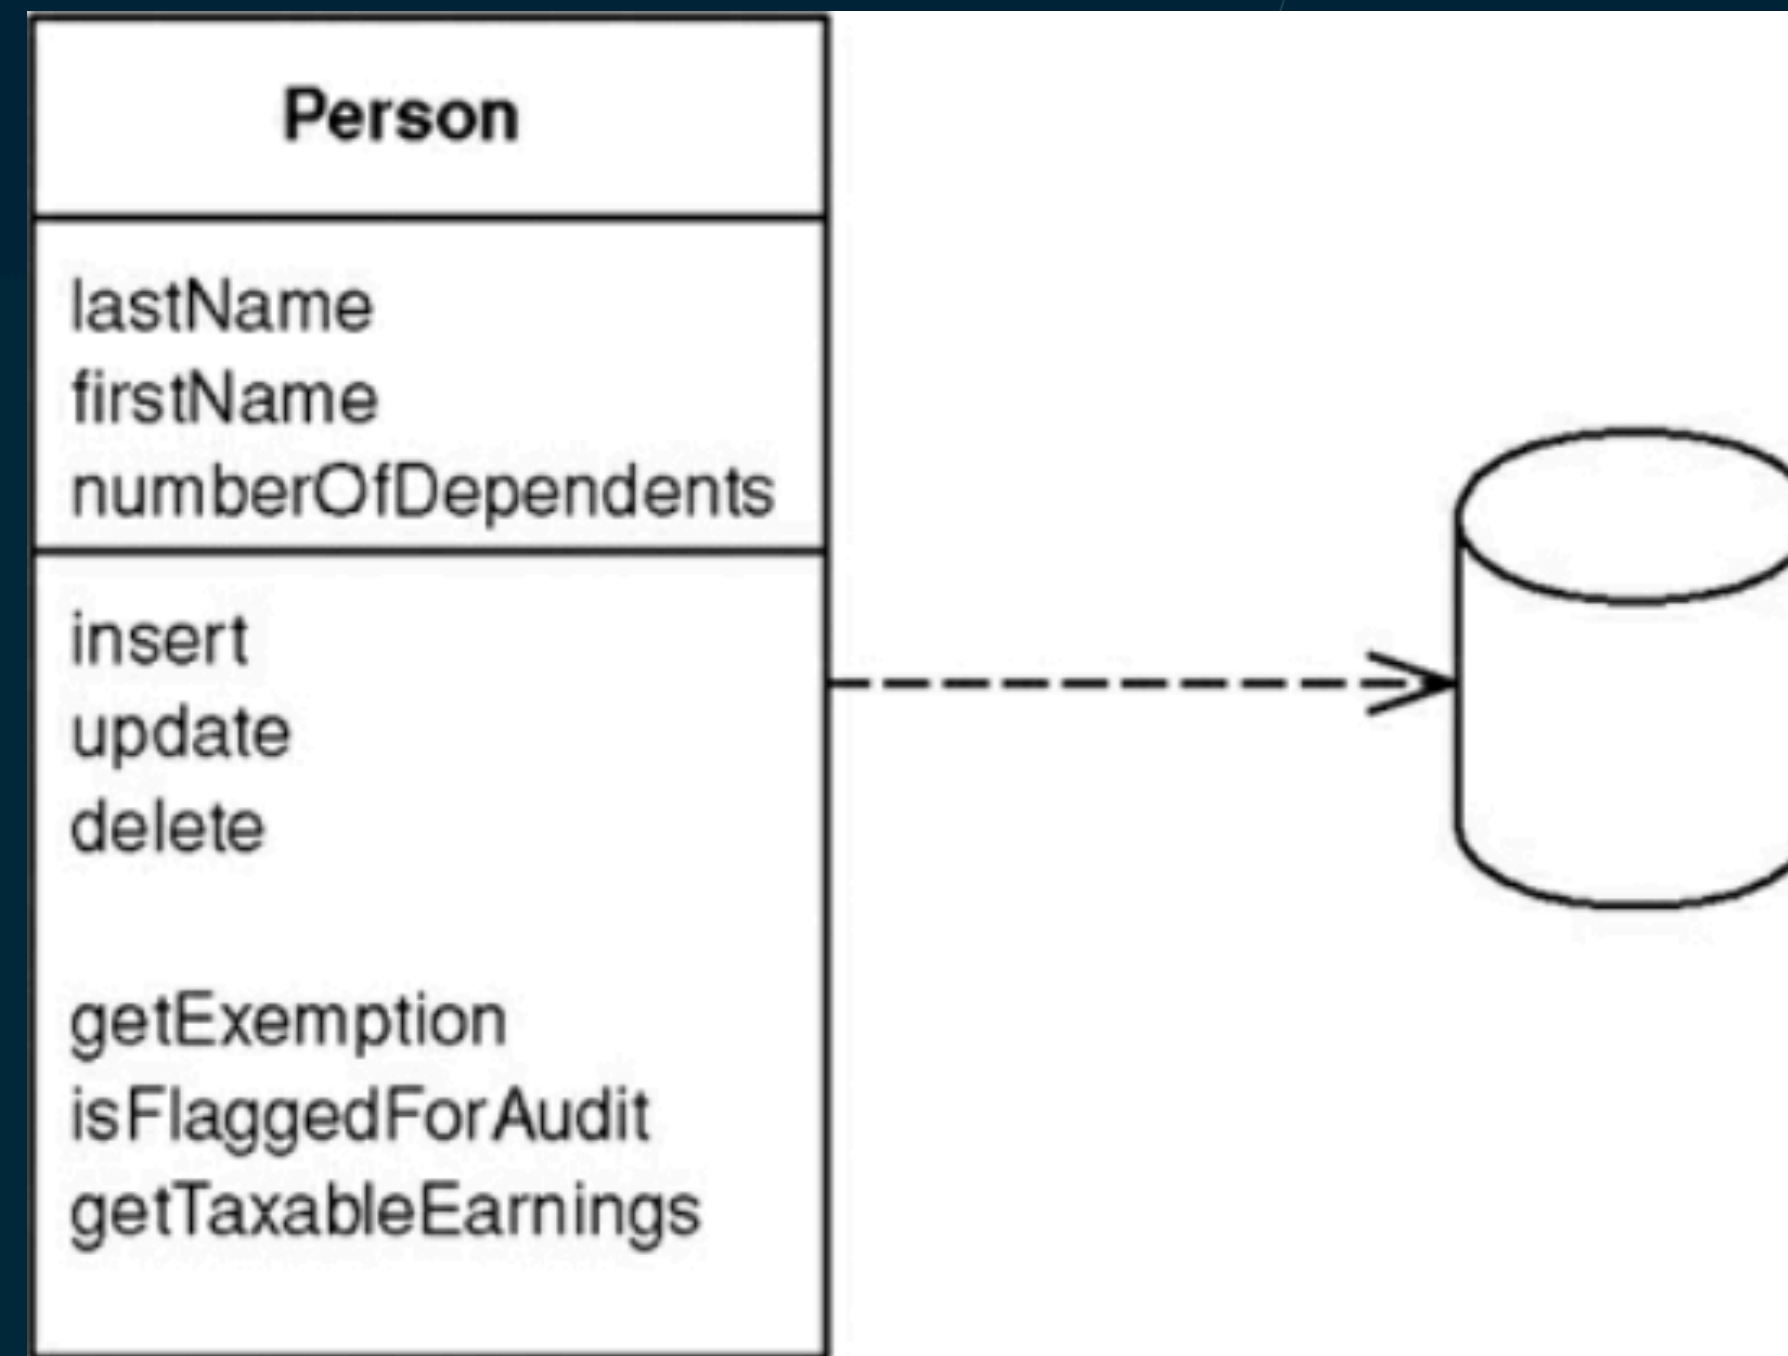 Person
lastName
firstName
numberOfDependents
insert
update
delete
getExemption
isFlaggedForAudit
getTaxableEarnings